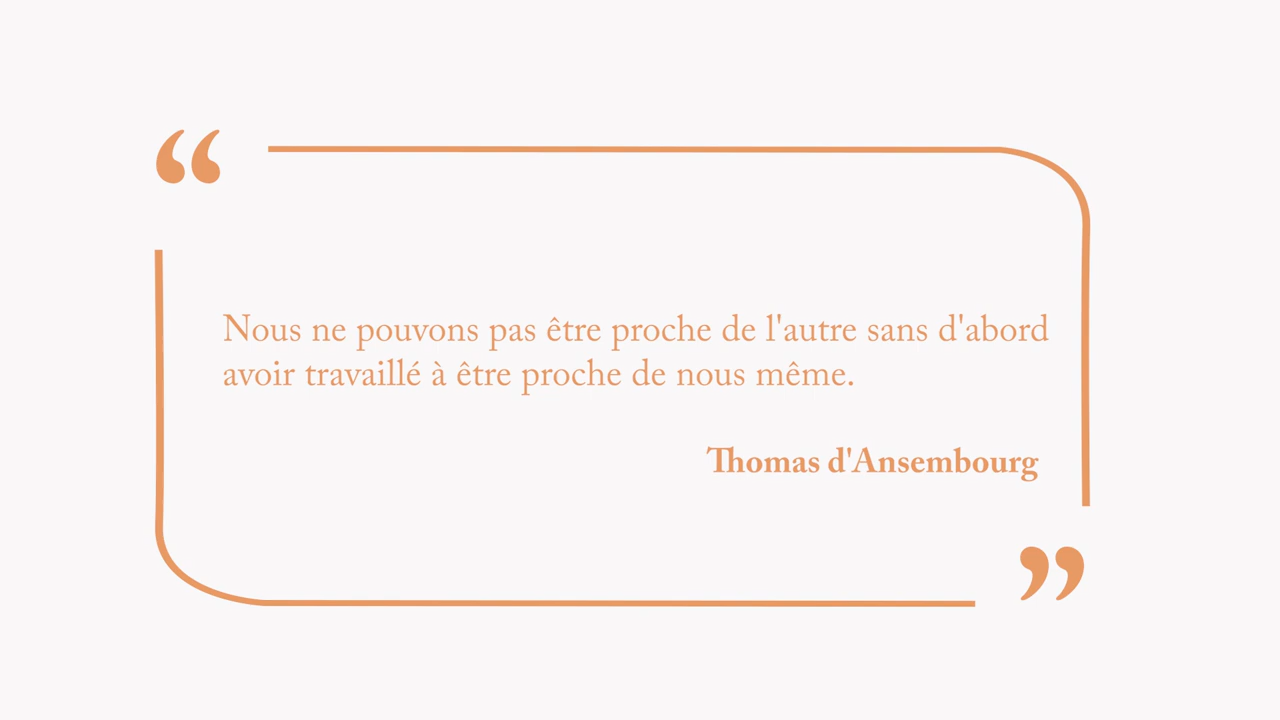 “
Nous ne pouvons pas être proche de l'autre sans d'abord
avoir travaillé à être proche de nous même.
Thomas d'Ansembourg
”